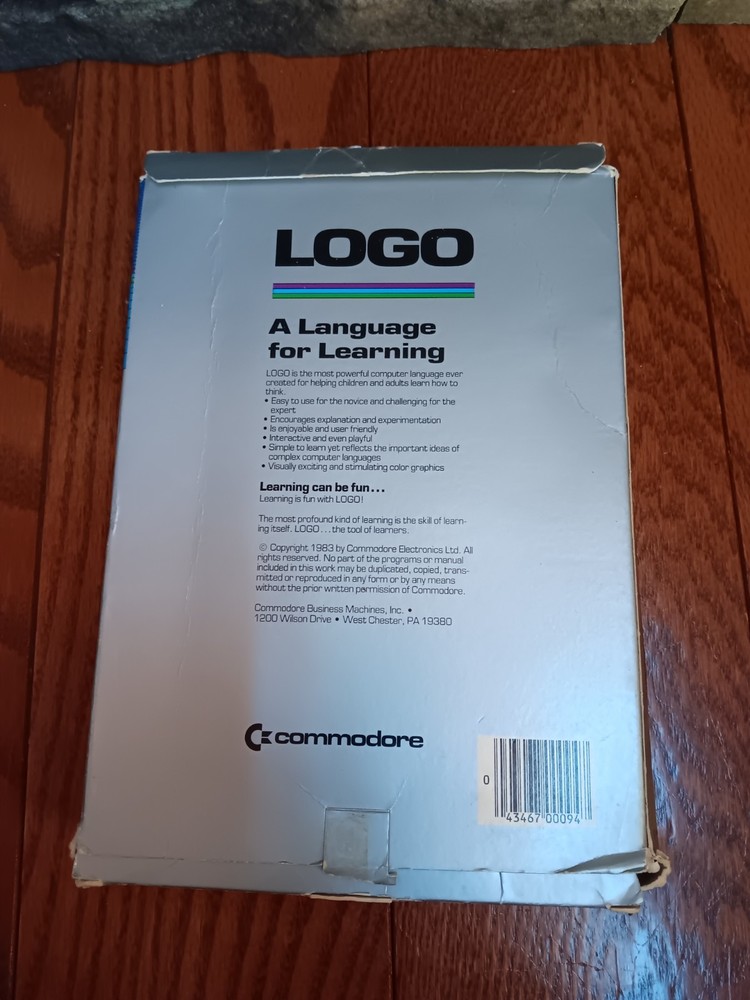 LOGO
A Language
for Learning
LOGO is the most powerful computer language ever
created for helping children and adults learn how to
think.
• Easy to use for the novice and challenging for the
expert
• Encourages explanation and experimentation
• Is enjoyable and user friendly
• Interactive and even playful
• Simple to learn yet reflects the important ideas of
complex computer languages
• Visually exciting and stimulating color graphics
Learning can be fun...
Learning is fun with LOGO!
The most profound kind of learning is the skill of learn-
ing itself. LOGO...the tool of learners.
© Copyright 1983 by Commodore Electronics Ltd. All
rights reserved. No part of the programs or manual
included in this work may be duplicated, copied, trans-
mitted or reproduced in any form or by any means
without the prior written permission of Commodore.
Commodore Business Machines, Inc. •
1200 Wilson Drive • West Chester, PA 19380
commodore
0 43467 00094